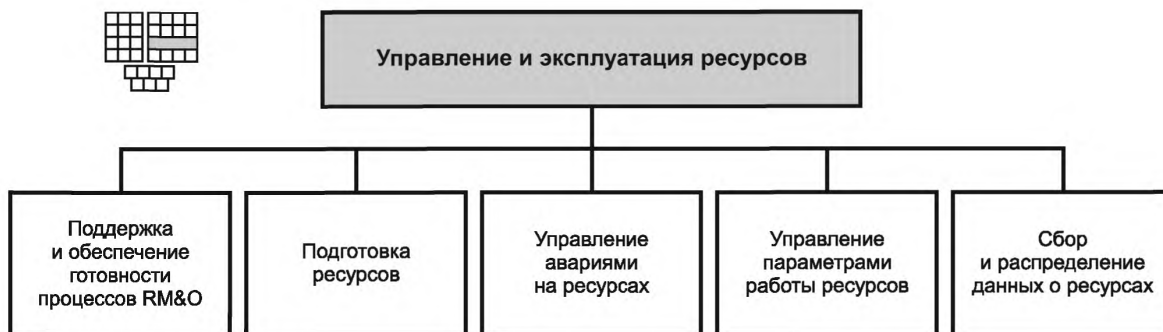 Управление и эксплуатация ресурсов
Поддержка
и обеспечение
готовности
процессов RM&O
Подготовка
ресурсов
Управление
авариями
на ресурсах
Управление
параметрами
работы ресурсов
Сбор
и распределение
данных о ресурсах